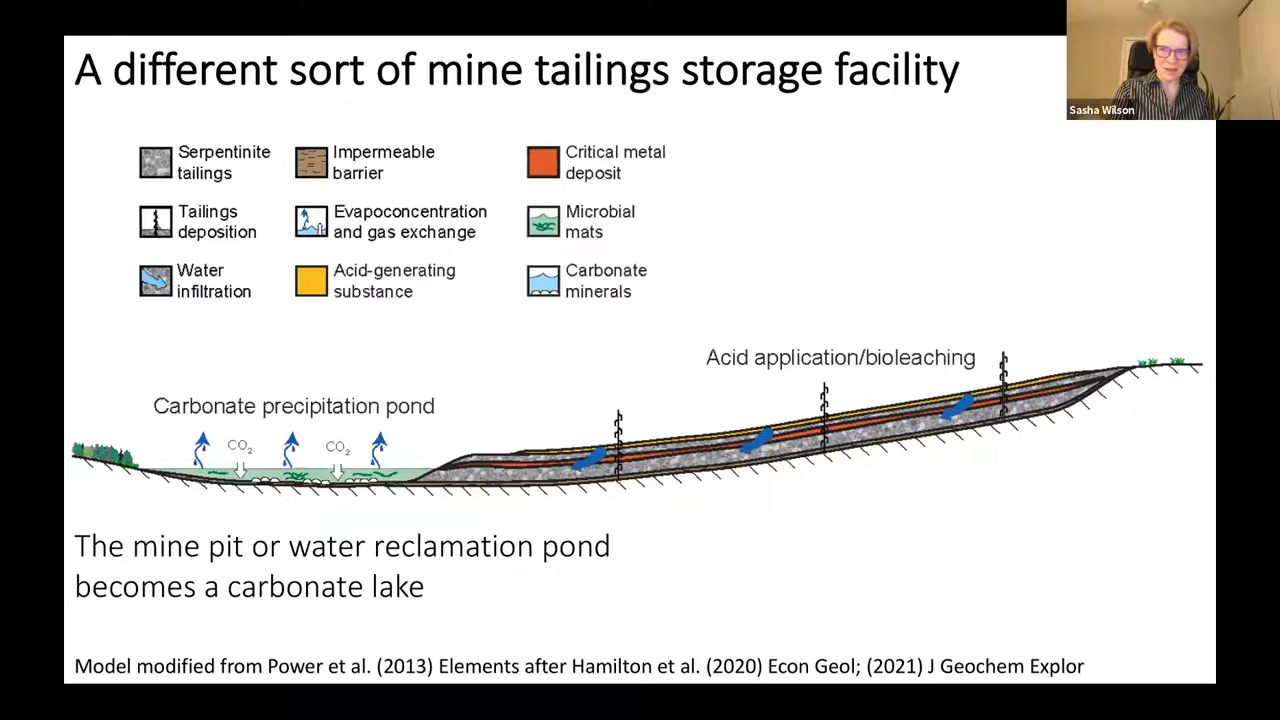 A different sort of mine tailings storage facility
Sasha Wilson
Serpentinite
tailings
Impermeable
barrier
Critical metal
deposit
Tailings
deposition
Evapoconcentration
and gas exchange
Microbial
mats
Water
infiltration
Acid-generating
substance
Carbonate
minerals
Acid application/bioleaching
Carbonate precipitation pond
CO₂
CO₂
The mine pit or water reclamation pond
becomes a carbonate lake
Model modified from Power et al. (2013) Elements after Hamilton et al. (2020) Econ Geol; (2021) J Geochem Explor